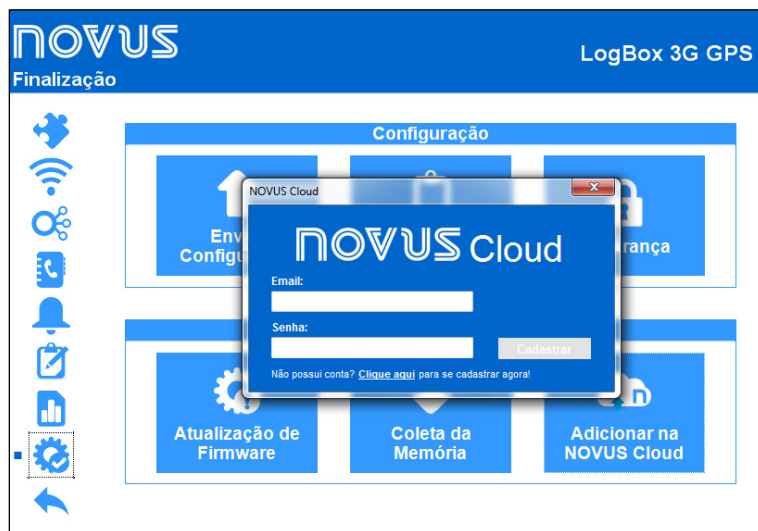 NOVUS
LogBox 3G GPS
Finalização
Configuração
NOVUS Cloud
NOVUS Cloud
Email:
Senha:
Cadastrar
Não possui conta? Clique aqui para se cadastrar agora!
Atualização de
Firmware
Coleta da
Memória
Adicionar na
NOVUS Cloud